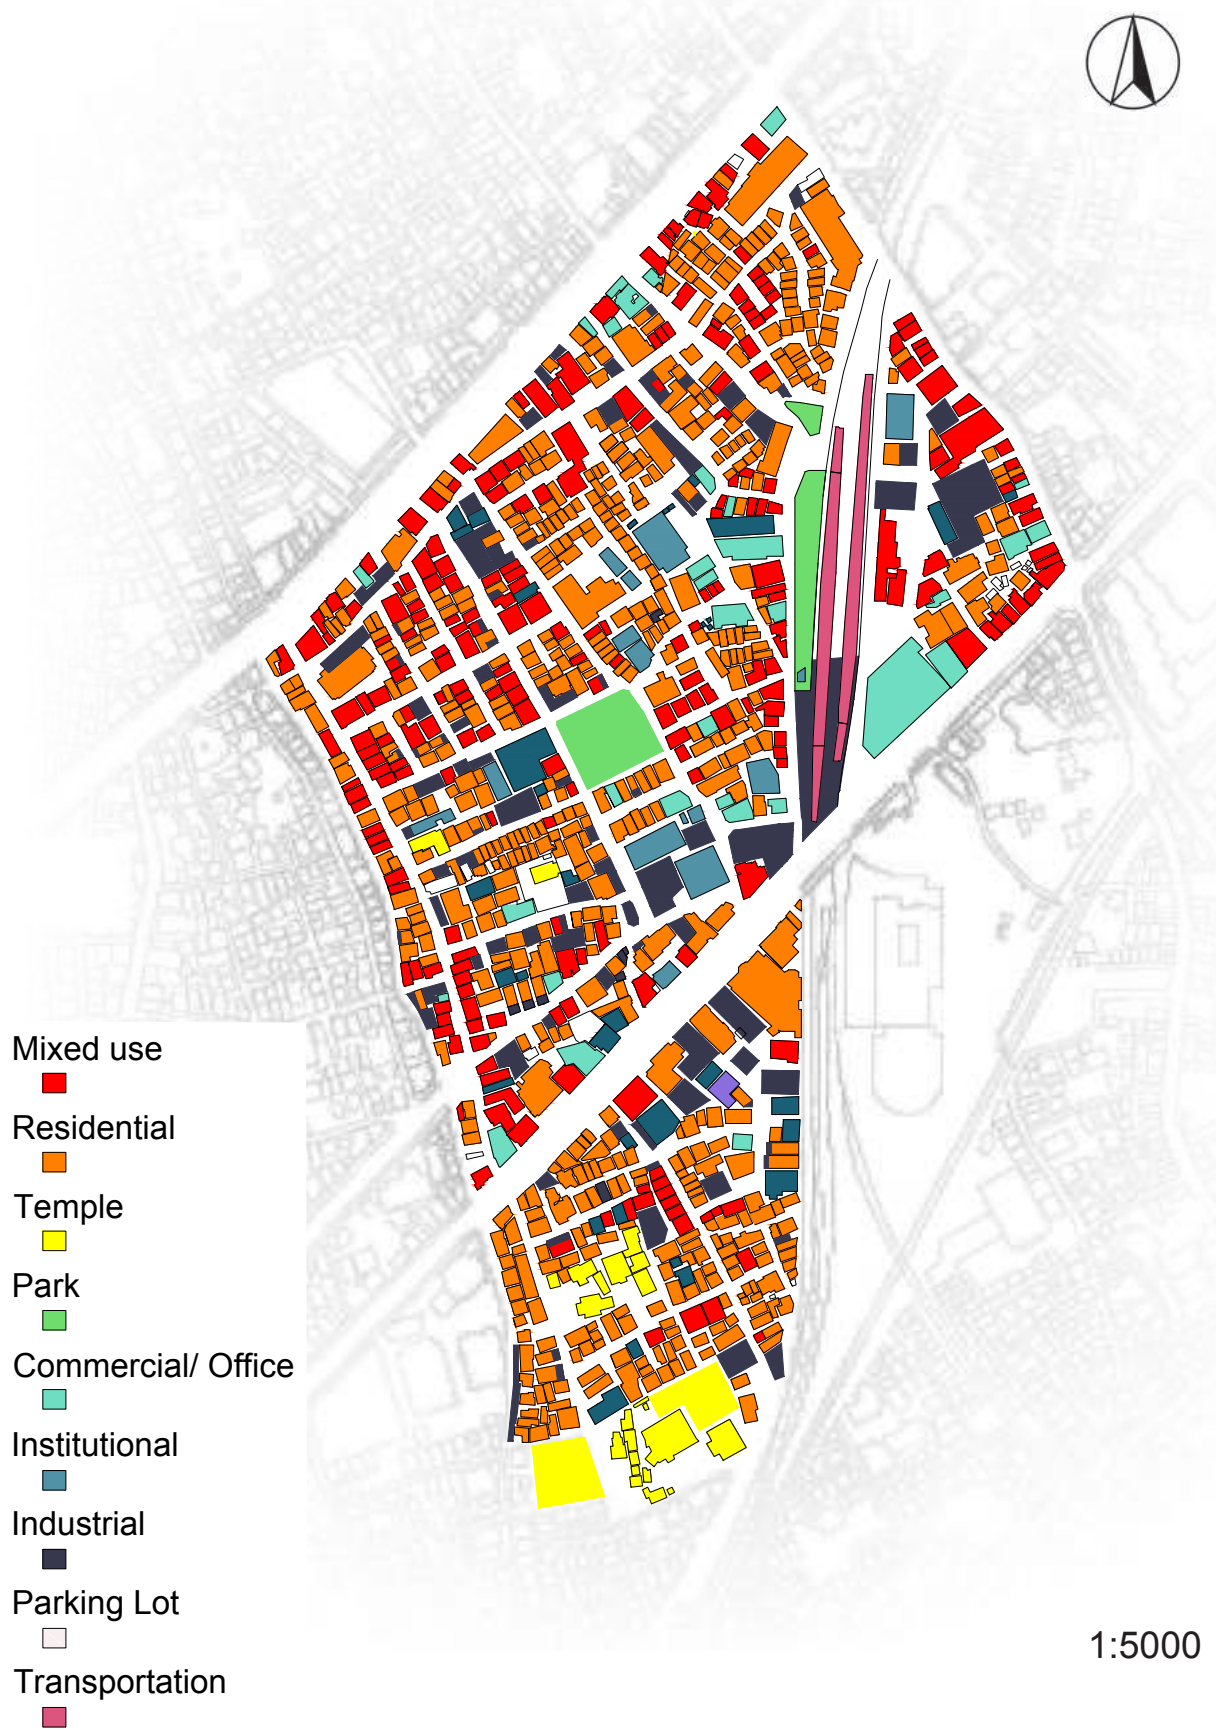 Mixed use
Residential
Temple
Park
Commercial/ Office
Institutional
Industrial
Parking Lot
Transportation
1:5000